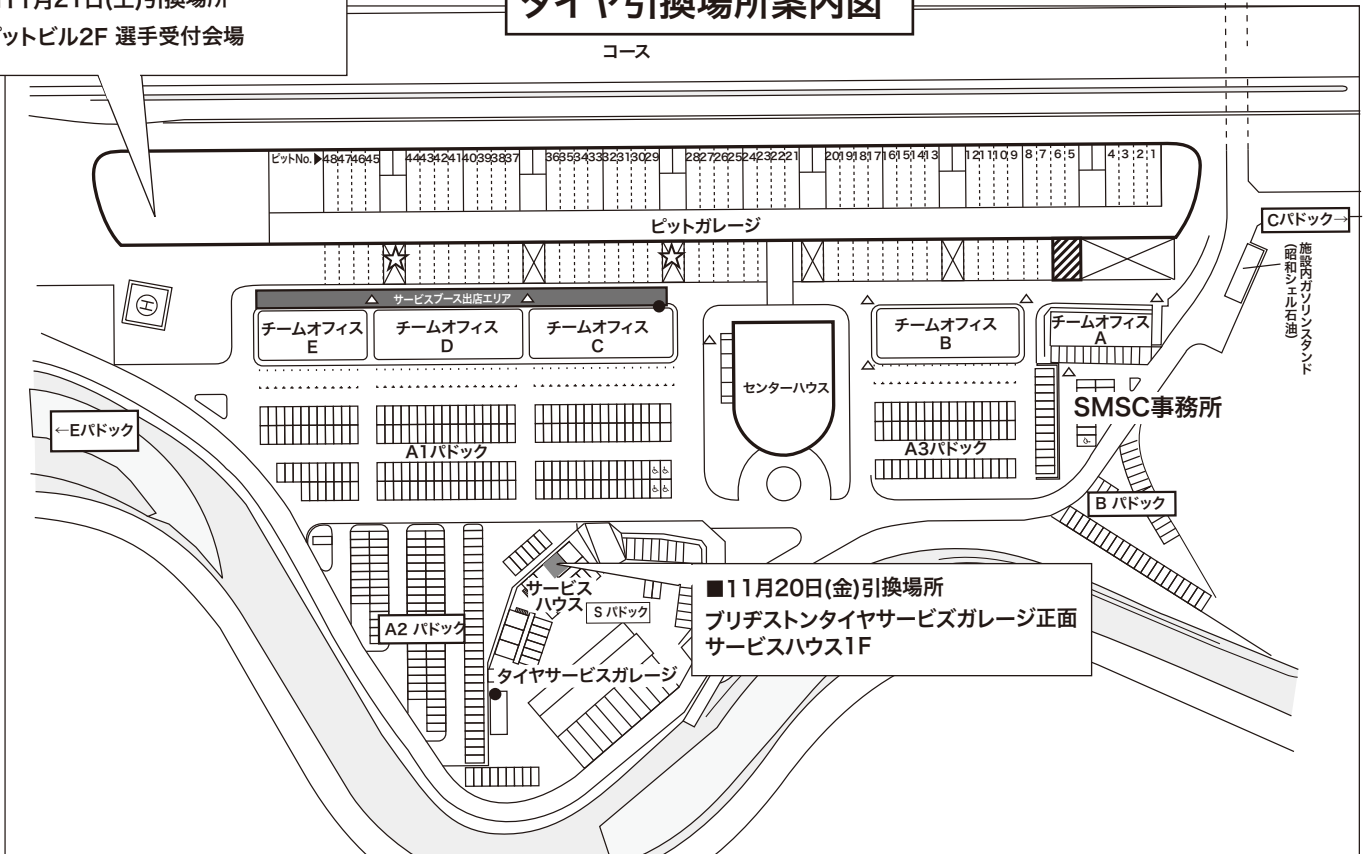 11月21日(土)引換場所
ピットビル2F 選手受付会場
タイヤ引換場所案内図
コース
ピットNo.▶48 47 46 45 44 43 42 41 40 39 38 37 36 35 34 33 32 31 30 29 28 27 26 25 24 23 22 21 20 19 18 17 16 15 14 13 12 11 10 9 8 7 6 5 4 3 2 1
ピットガレージ
Cパドック→
施設内ガソリンスタンド
(昭和シェル石油)
H
サービスブース出店エリア
チームオフィス
E
チームオフィス
D
チームオフィス
C
チームオフィス
B
チームオフィス
A
センターハウス
SMSC事務所
←Eパドック
A1パドック
A3パドック
B パドック
サービス
ハウス
S パドック
A2 パドック
タイヤサービスガレージ
■11月20日(金)引換場所
ブリヂストンタイヤサービズガレージ正面
サービスハウス1F